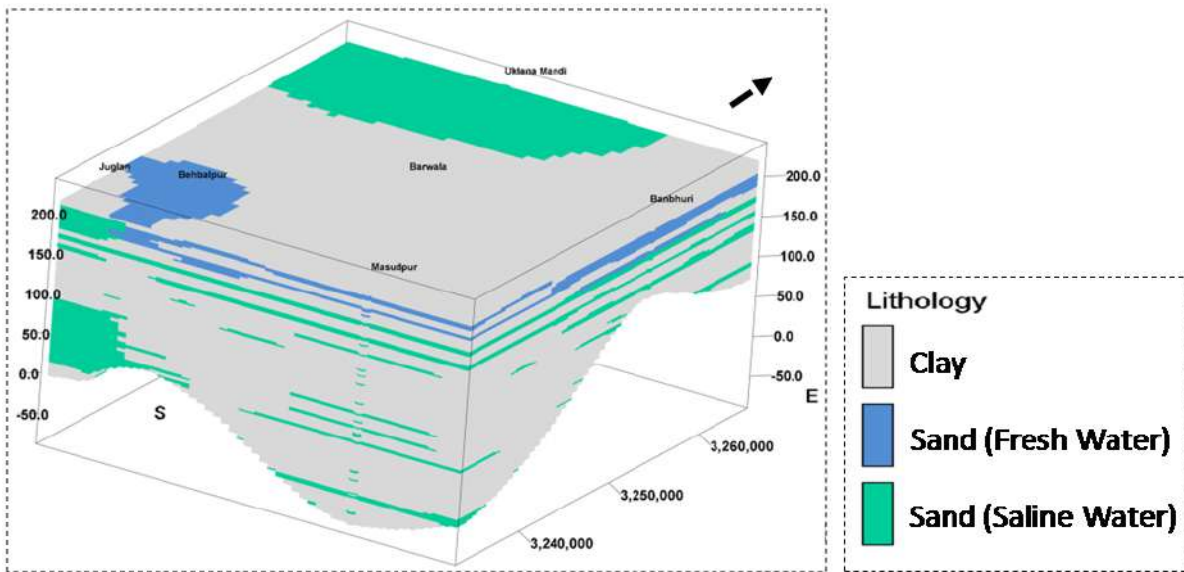 Uklana Mandi
Juglan
Behbalpur
Barwala
Banbhuri
Masudpur
200.0
150.0
100.0
50.0
0.0
-50.0
200.0
150.0
100.0
50.0
0.0
-50.0
S
E
3,260,000
3,250,000
3,240,000
Lithology
Clay
Sand (Fresh Water)
Sand (Saline Water)